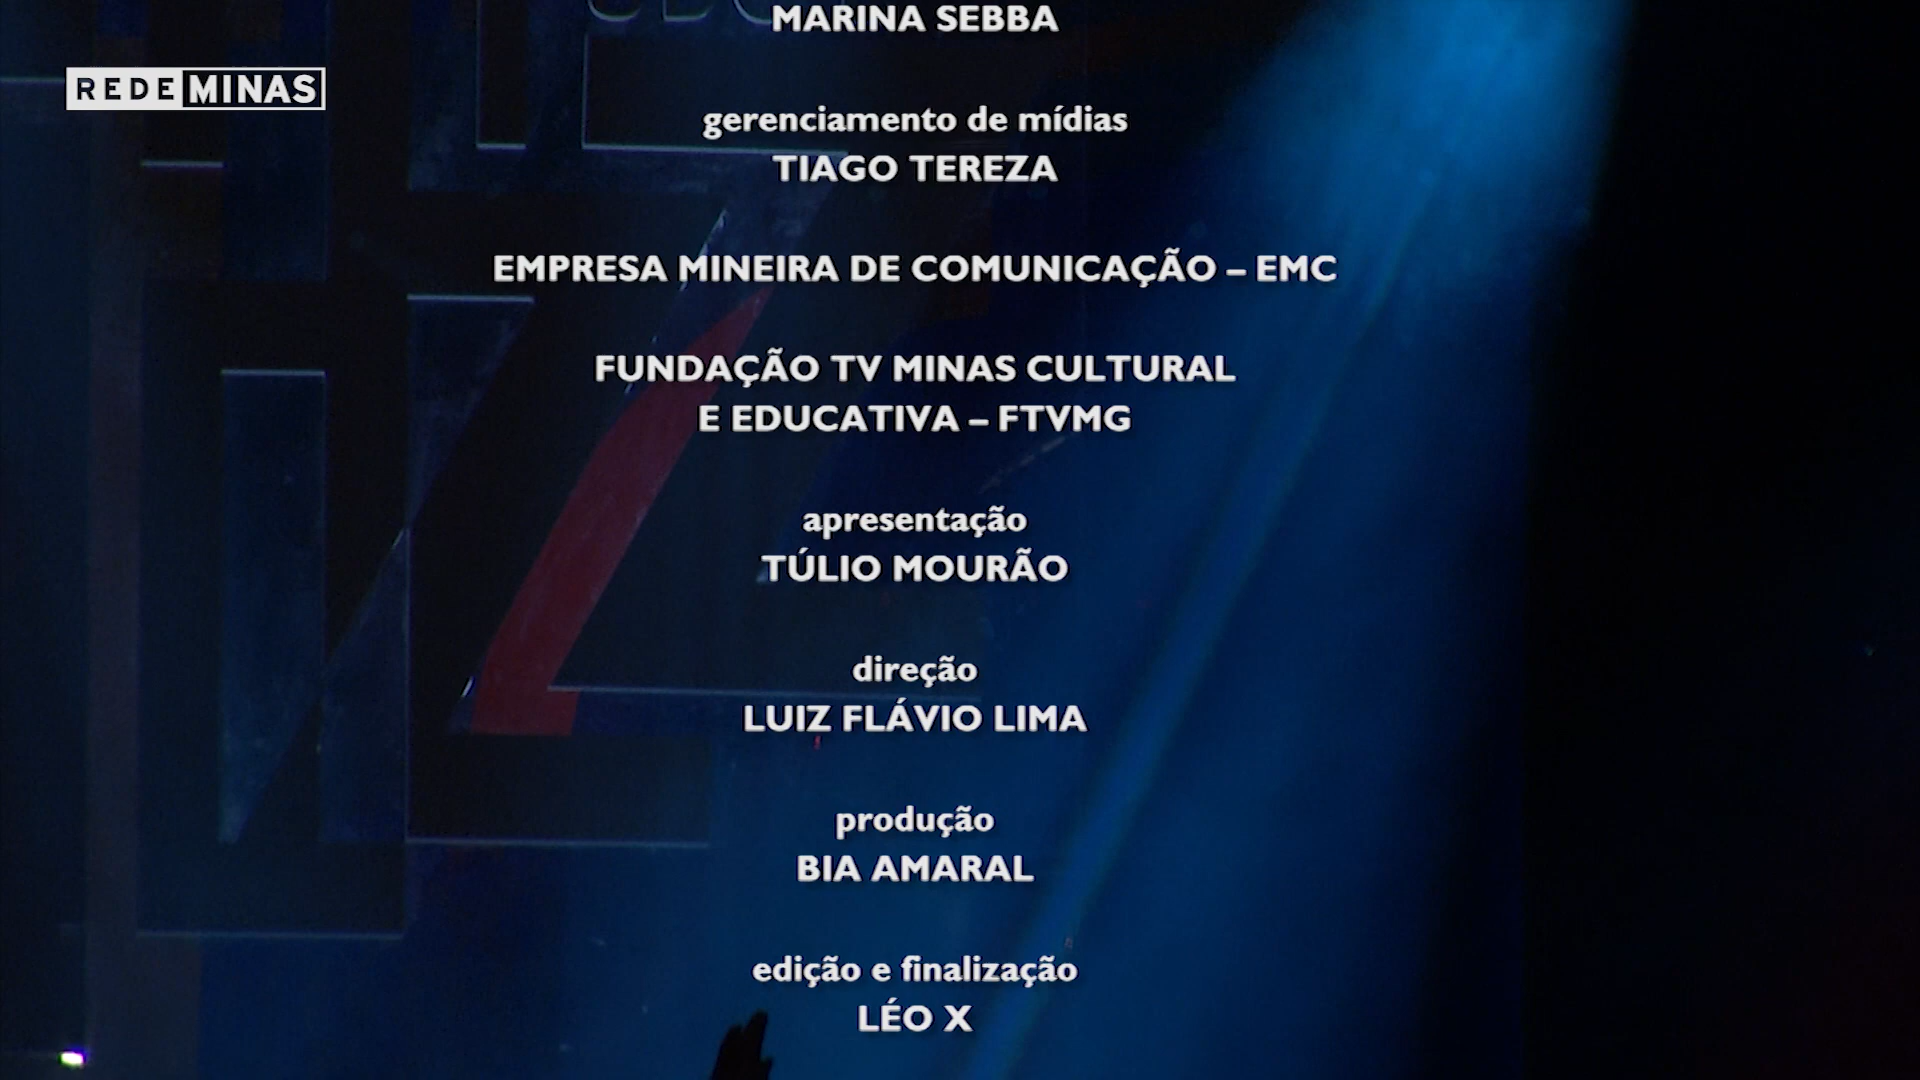 MARINA SEBBA
REDE MINAS
gerenciamento de mídias
TIAGO TEREZA
EMPRESA MINEIRA DE COMUNICAÇÃO – EMC
FUNDAÇÃO TV MINAS CULTURAL
E EDUCATIVA – FTVMG
apresentação
TÚLIO MOURÃO
direção
LUIZ FLÁVIO LIMA
produção
BIA AMARAL
edição e finalização
LÉO X